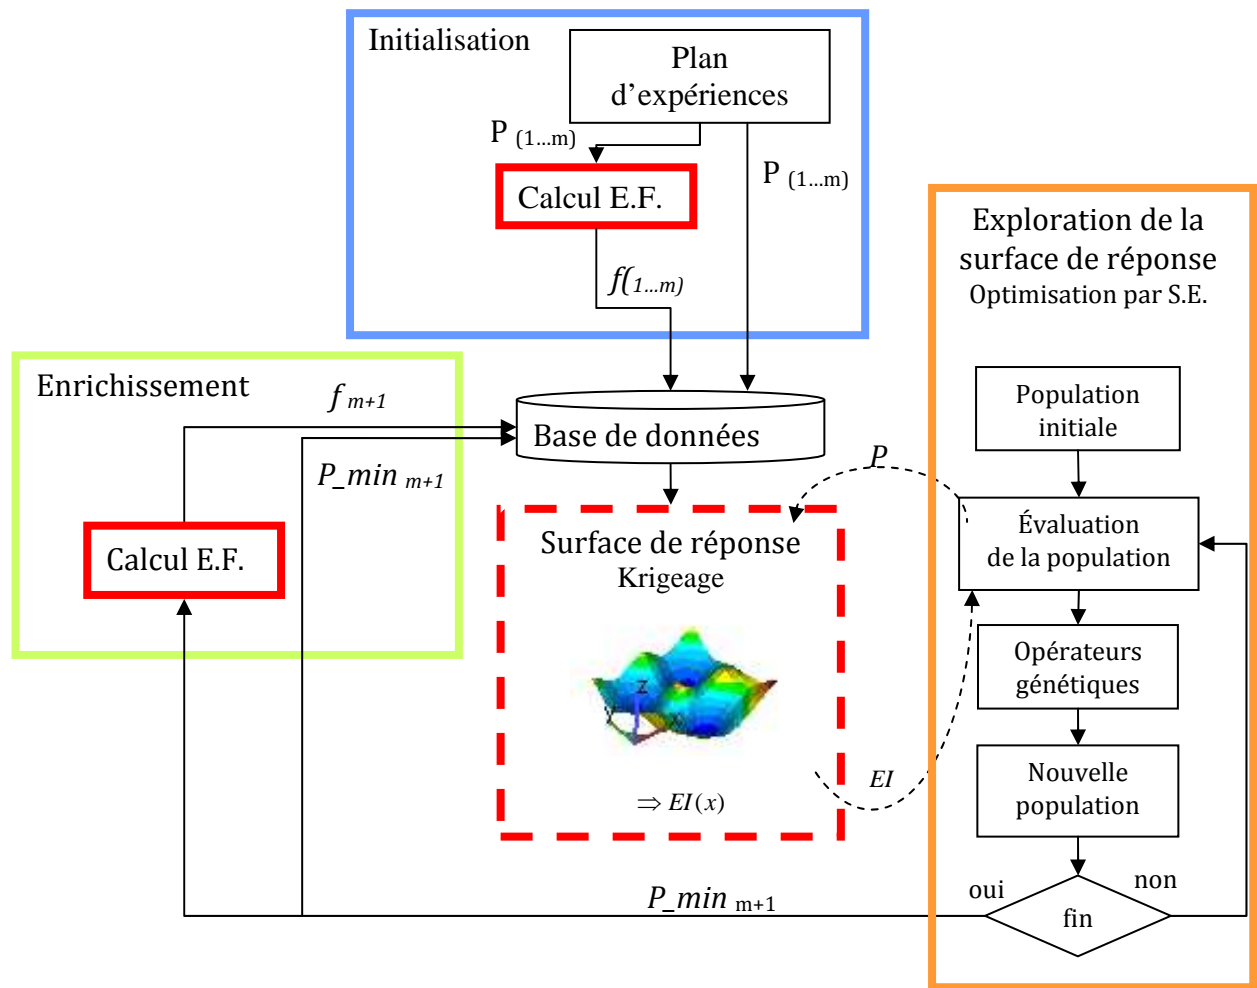 Initialisation
Plan
d’expériences
P (1...m)
P (1...m)
Calcul E.F.
f(1...m)
Exploration de la
surface de réponse
Optimisation par S.E.
Enrichissement
f m+1
P_min m+1
Calcul E.F.
Base de données
Population
initiale
P
Évaluation
de la population
Surface de réponse
Krigeage
z
y
x
⇒ EI(x)
EI
Opérateurs
génétiques
Nouvelle
population
oui
non
fin
P_min m+1